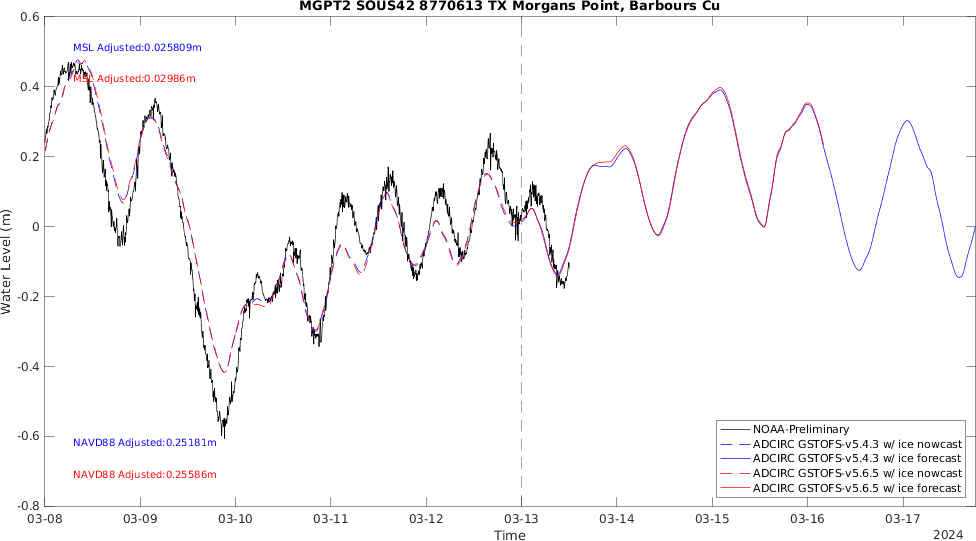 MGPT2 SOUS42 8770613 TX Morgans Point, Barbours Cu
0.6
0.4
0.2
0
-0.2
-0.4
-0.6
-0.8
Water Level (m)
MSL Adjusted:0.025809m
MSL Adjusted:0.02986m
NAVD88 Adjusted:0.25181m
NAVD88 Adjusted:0.25586m
NOAA-Preliminary
ADCIRC GSTOFS-v5.4.3 w/ ice nowcast
ADCIRC GSTOFS-v5.4.3 w/ ice forecast
ADCIRC GSTOFS-v5.6.5 w/ ice nowcast
ADCIRC GSTOFS-v5.6.5 w/ ice forecast
03-08 03-09 03-10 03-11 03-12 03-13 03-14 03-15 03-16 03-17
Time
2024